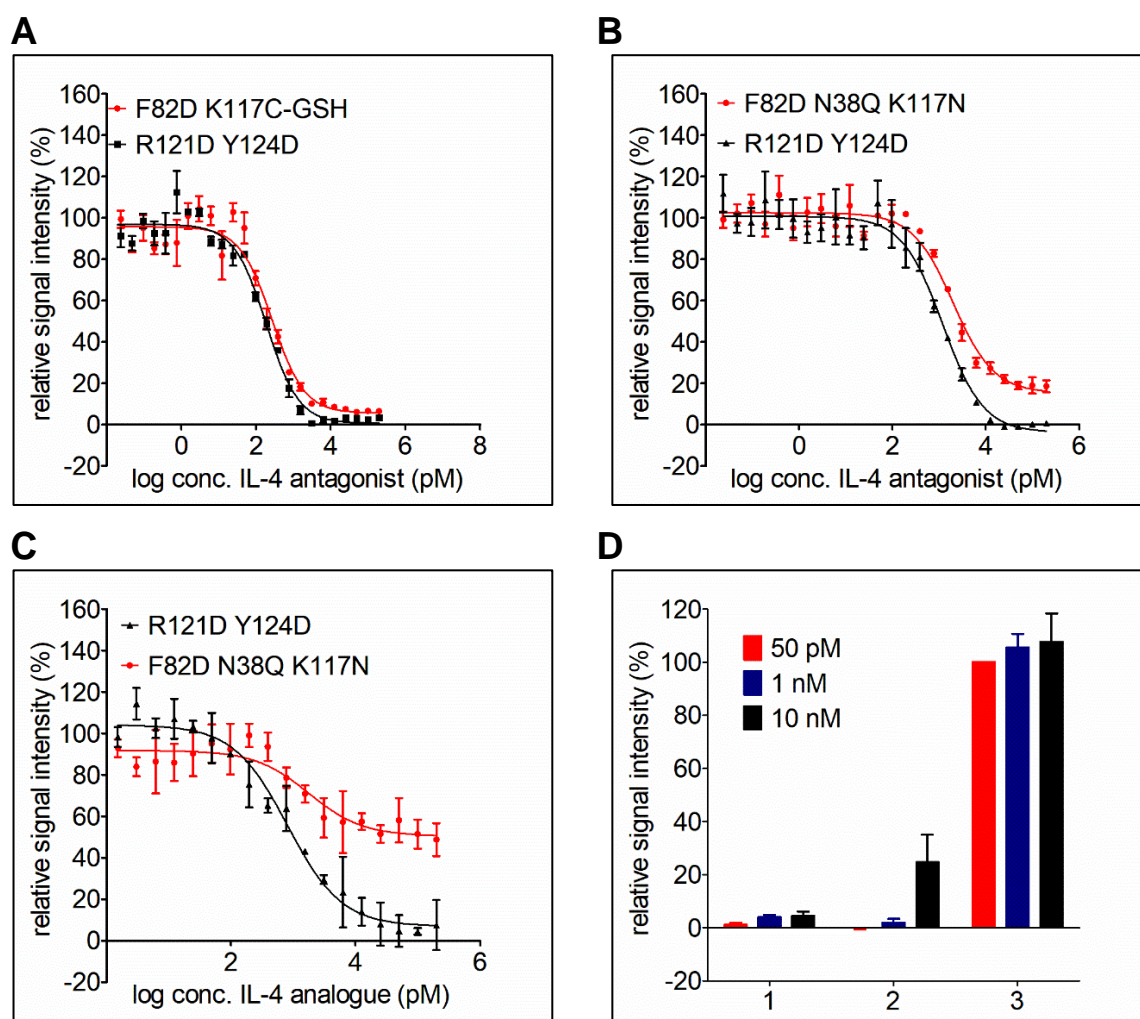 A
relative signal intensity (%)
160
140
120
100
80
60
40
20
0
-20
F82D K117C-GSH
R121D Y124D
0 2 4 6 8
log conc. IL-4 antagonist (pM)
B
relative signal intensity (%)
160
140
120
100
80
60
40
20
0
-20
F82D N38Q K117N
R121D Y124D
0 2 4 6
log conc. IL-4 antagonist (pM)
C
relative signal intensity (%)
160
140
120
100
80
60
40
20
0
-20
R121D Y124D
F82D N38Q K117N
2 4 6
log conc. IL-4 analogue (pM)
D
relative signal intensity (%)
120
100
80
60
40
20
0
-20
50 pM
1 nM
10 nM
1 2 3